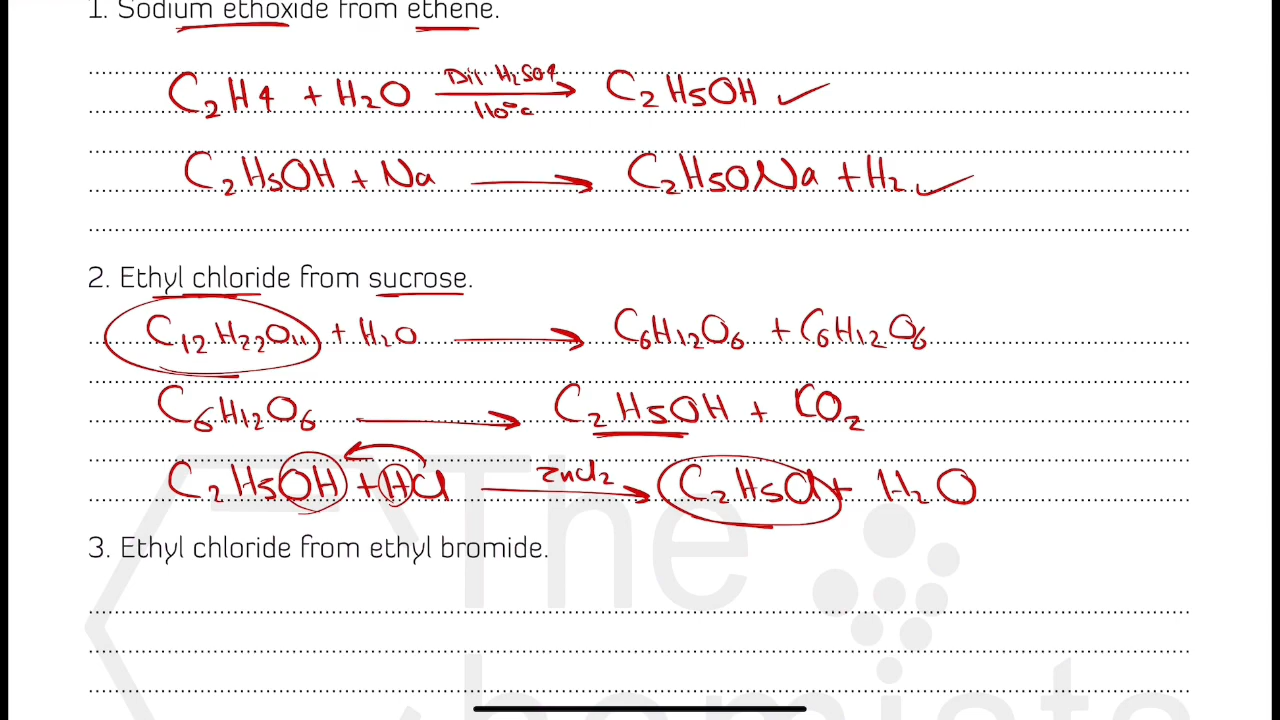 1. Sodium ethoxide from ethene.
C2H4 + H2O Dil. H2SO4 110°C C2H5OH ✓
C2H5OH + Na → C2H5ONa + H2 ✓
2. Ethyl chloride from sucrose.
C12H22O11 + H2O → C6H12O6 + C6H12O6
C6H12O6 → C2H5OH + CO2
C2H5OH + HCl ZnCl2 → C2H5Cl + H2O
3. Ethyl chloride from ethyl bromide.
The